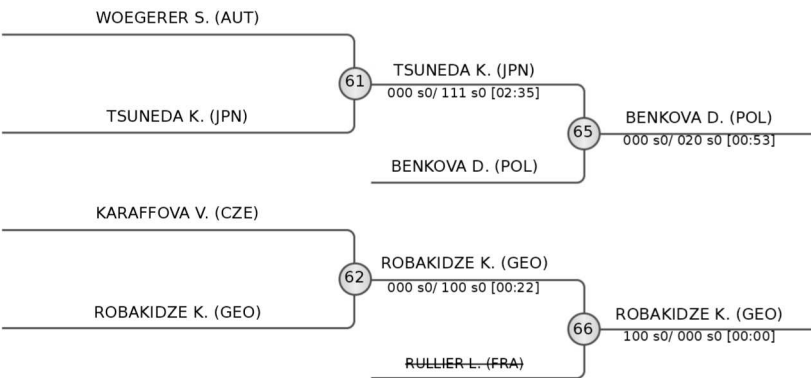 WOEGERER S. (AUT)
61
TSUNEDA K. (JPN)
000 s0/ 111 s0 [02:35]
TSUNEDA K. (JPN)
65
BENKOVA D. (POL)
000 s0/ 020 s0 [00:53]
BENKOVA D. (POL)
KARAFFOVA V. (CZE)
62
ROBAKIDZE K. (GEO)
000 s0/ 100 s0 [00:22]
ROBAKIDZE K. (GEO)
66
ROBAKIDZE K. (GEO)
100 s0/ 000 s0 [00:00]
RULLIER L. (FRA)